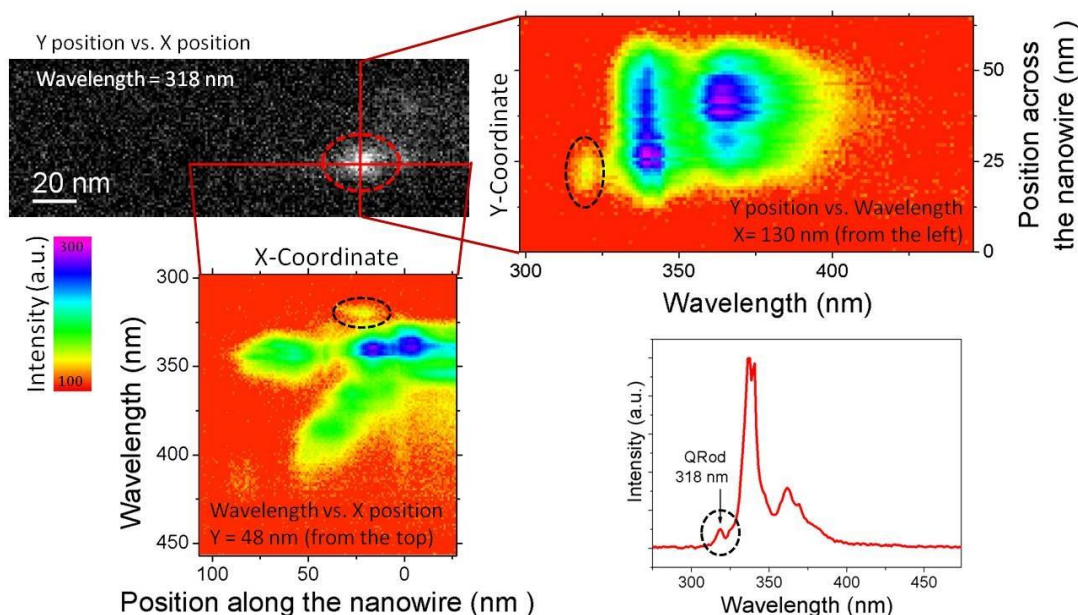 Y position vs. X position
Wavelength = 318 nm
20 nm
Y-Coordinate
50
25
0
Position across
the nanowire (nm)
Y position vs. Wavelength
X= 130 nm (from the left)
300
350
400
Wavelength (nm)
Intensity (a.u.)
300
100
X-Coordinate
Wavelength (nm)
300
350
400
450
Wavelength vs. X position
Y = 48 nm (from the top)
100
50
0
Position along the nanowire (nm )
Intensity (a.u.)
QRod
318 nm
300
350
400
450
Wavelength (nm)